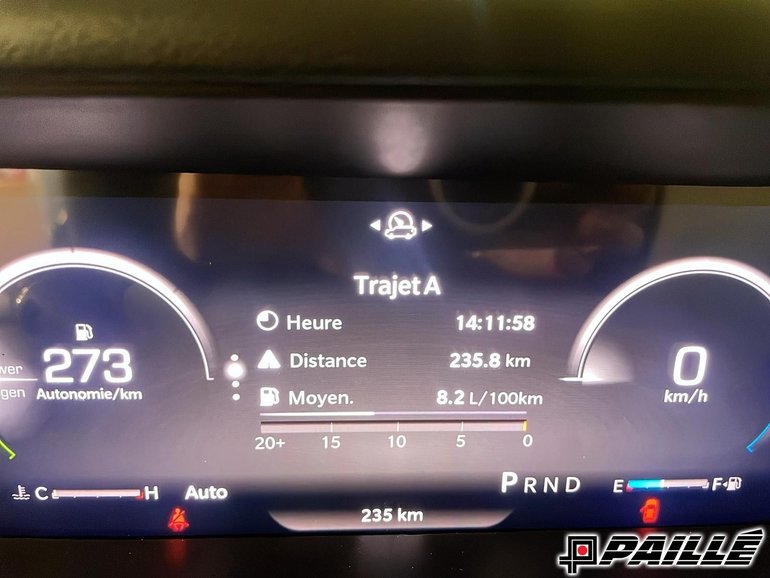 Trajet A
Heure 14:11:58
Distance 235.8 km
Moyen. 8.2 L/100km
20+ 15 10 5 0
273
Autonomie/km
0
km/h
C H Auto
P R N D
E F
235 km
PAILLÉ